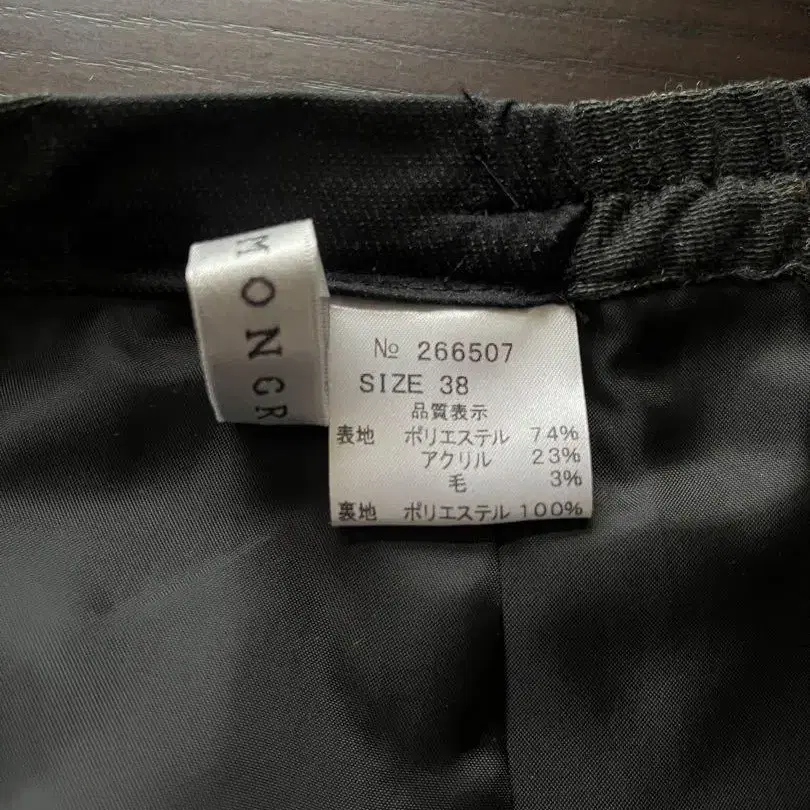 MONGR
№ 266507
SIZE 38
品質表示
表地 ポリエステル 74%
アクリル 23%
毛 3%
裏地 ポリエステル 100%